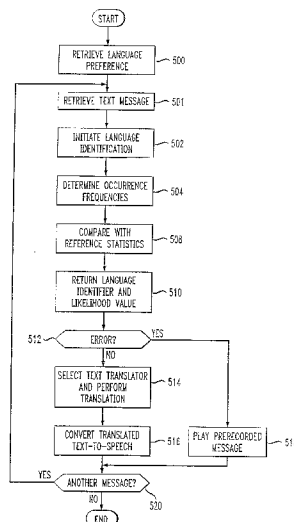 START
RETRIEVE LANGUAGE
PREFERENCE
500
RETRIEVE TEXT MESSAGE
501
INITIATE LANGUAGE
IDENTIFICATION
502
DETERMINE OCCURRENCE
FREQUENCIES
504
COMPARE WITH
REFERENCE STATISTICS
508
RETURN LANGUAGE
IDENTIFIER AND
LIKELIHOOD VALUE
510
512
ERROR?
YES
NO
SELECT TEXT TRANSLATOR
AND PERFORM
TRANSLATION
514
CONVERT TRANSLATED
TEXT-TO-SPEECH
516
PLAY PRERECORDED
MESSAGE
YES
ANOTHER MESSAGE?
520
NO
END